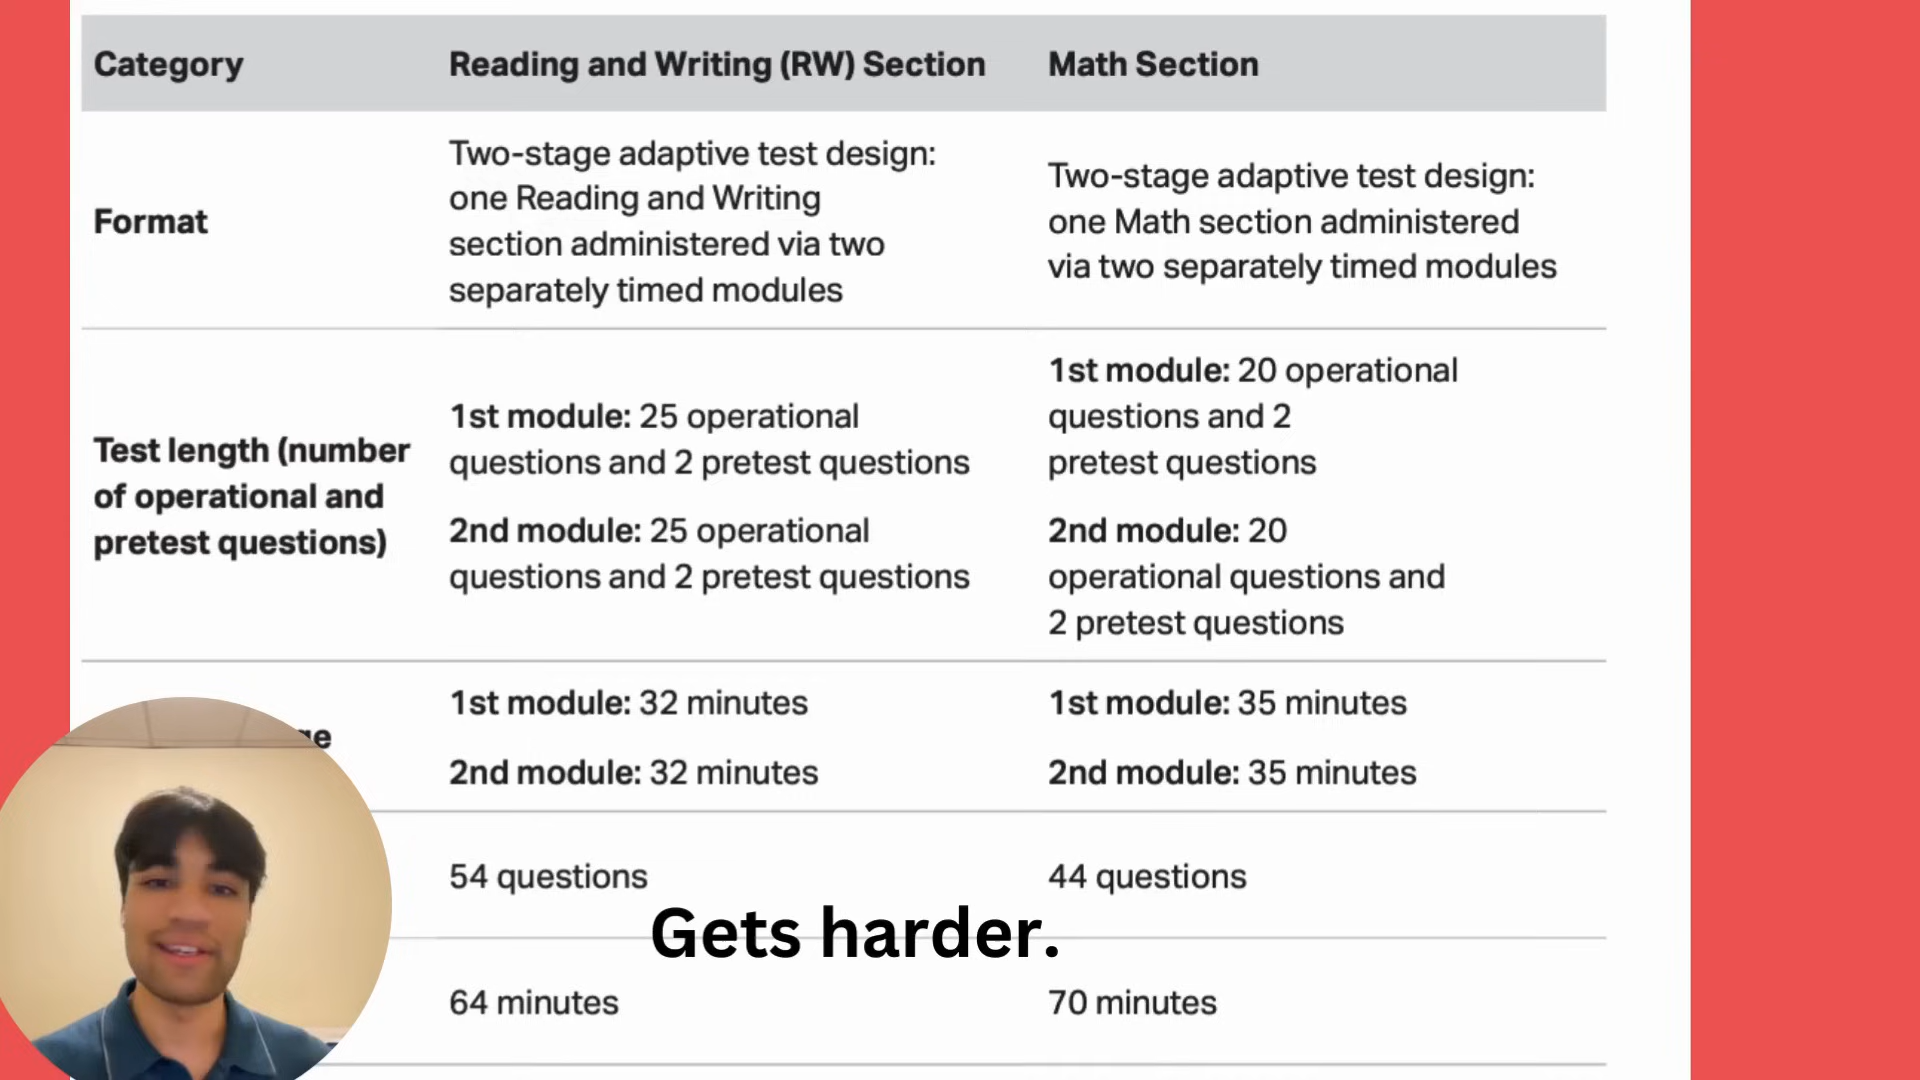 Category
Reading and Writing (RW) Section
Math Section
Format
Two-stage adaptive test design:
one Reading and Writing
section administered via two
separately timed modules
Two-stage adaptive test design:
one Math section administered
via two separately timed modules
Test length (number
of operational and
pretest questions)
1st module: 25 operational
questions and 2 pretest questions
2nd module: 25 operational
questions and 2 pretest questions
1st module: 20 operational
questions and 2
pretest questions
2nd module: 20
operational questions and
2 pretest questions
1st module: 32 minutes
2nd module: 32 minutes
1st module: 35 minutes
2nd module: 35 minutes
54 questions
44 questions
Gets harder.
64 minutes
70 minutes